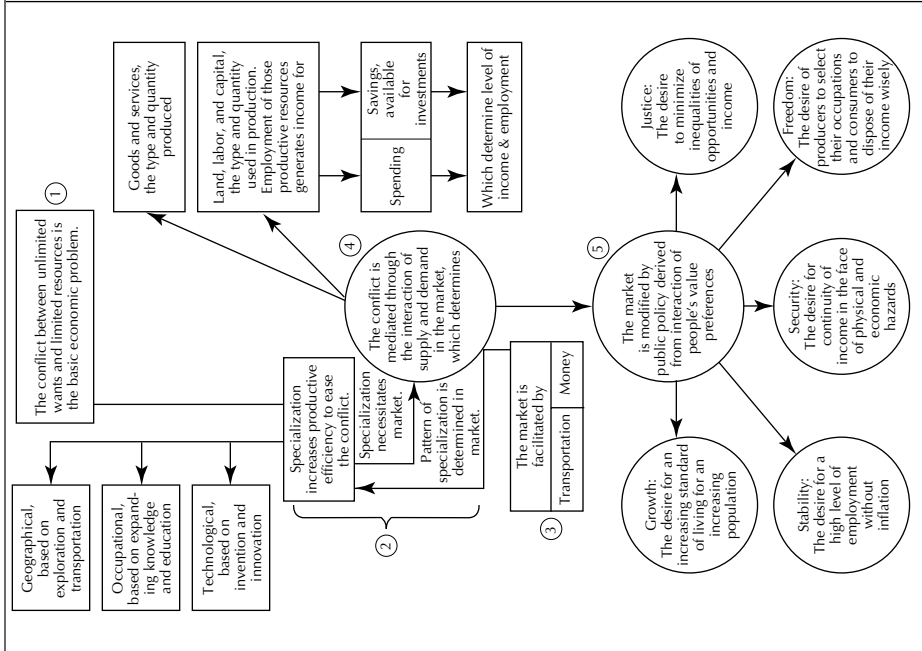 1
The conflict between unlimited
wants and limited resources is
the basic economic problem.
Geographical,
based on
exploration and
transportation
Occupational,
based on expand-
ing knowledge
and education
Technological,
based on
invention and
innovation
2
Specialization
increases productive
efficiency to ease
the conflict.
Specialization
necessitates
market.
Pattern of
specialization is
determined in
market.
3
The market is
facilitated by
Transportation
Money
4
The conflict is
mediated through
the interaction of
supply and demand
in the market,
which determines
Goods and services,
the type and quantity
produced
Land, labor, and capital,
the type and quantity
used in production.
Employment of those
productive resources
generates income for
Spending
Savings,
available
for
investments
Which determine level of
income & employment
5
The market
is modified by
public policy derived
from interaction of
people's value
preferences
Growth:
The desire for an
increasing standard
of living for an
increasing
population
Stability:
The desire for a
high level of
employment
without
inflation
Security:
The desire for
continuity of
income in the face
of physical and
economic
hazards
Freedom:
The desire of
producers to select
their occupations
and consumers to
dispose of their
income wisely
Justice:
The desire
to minimize
inequalities of
opportunities and
income